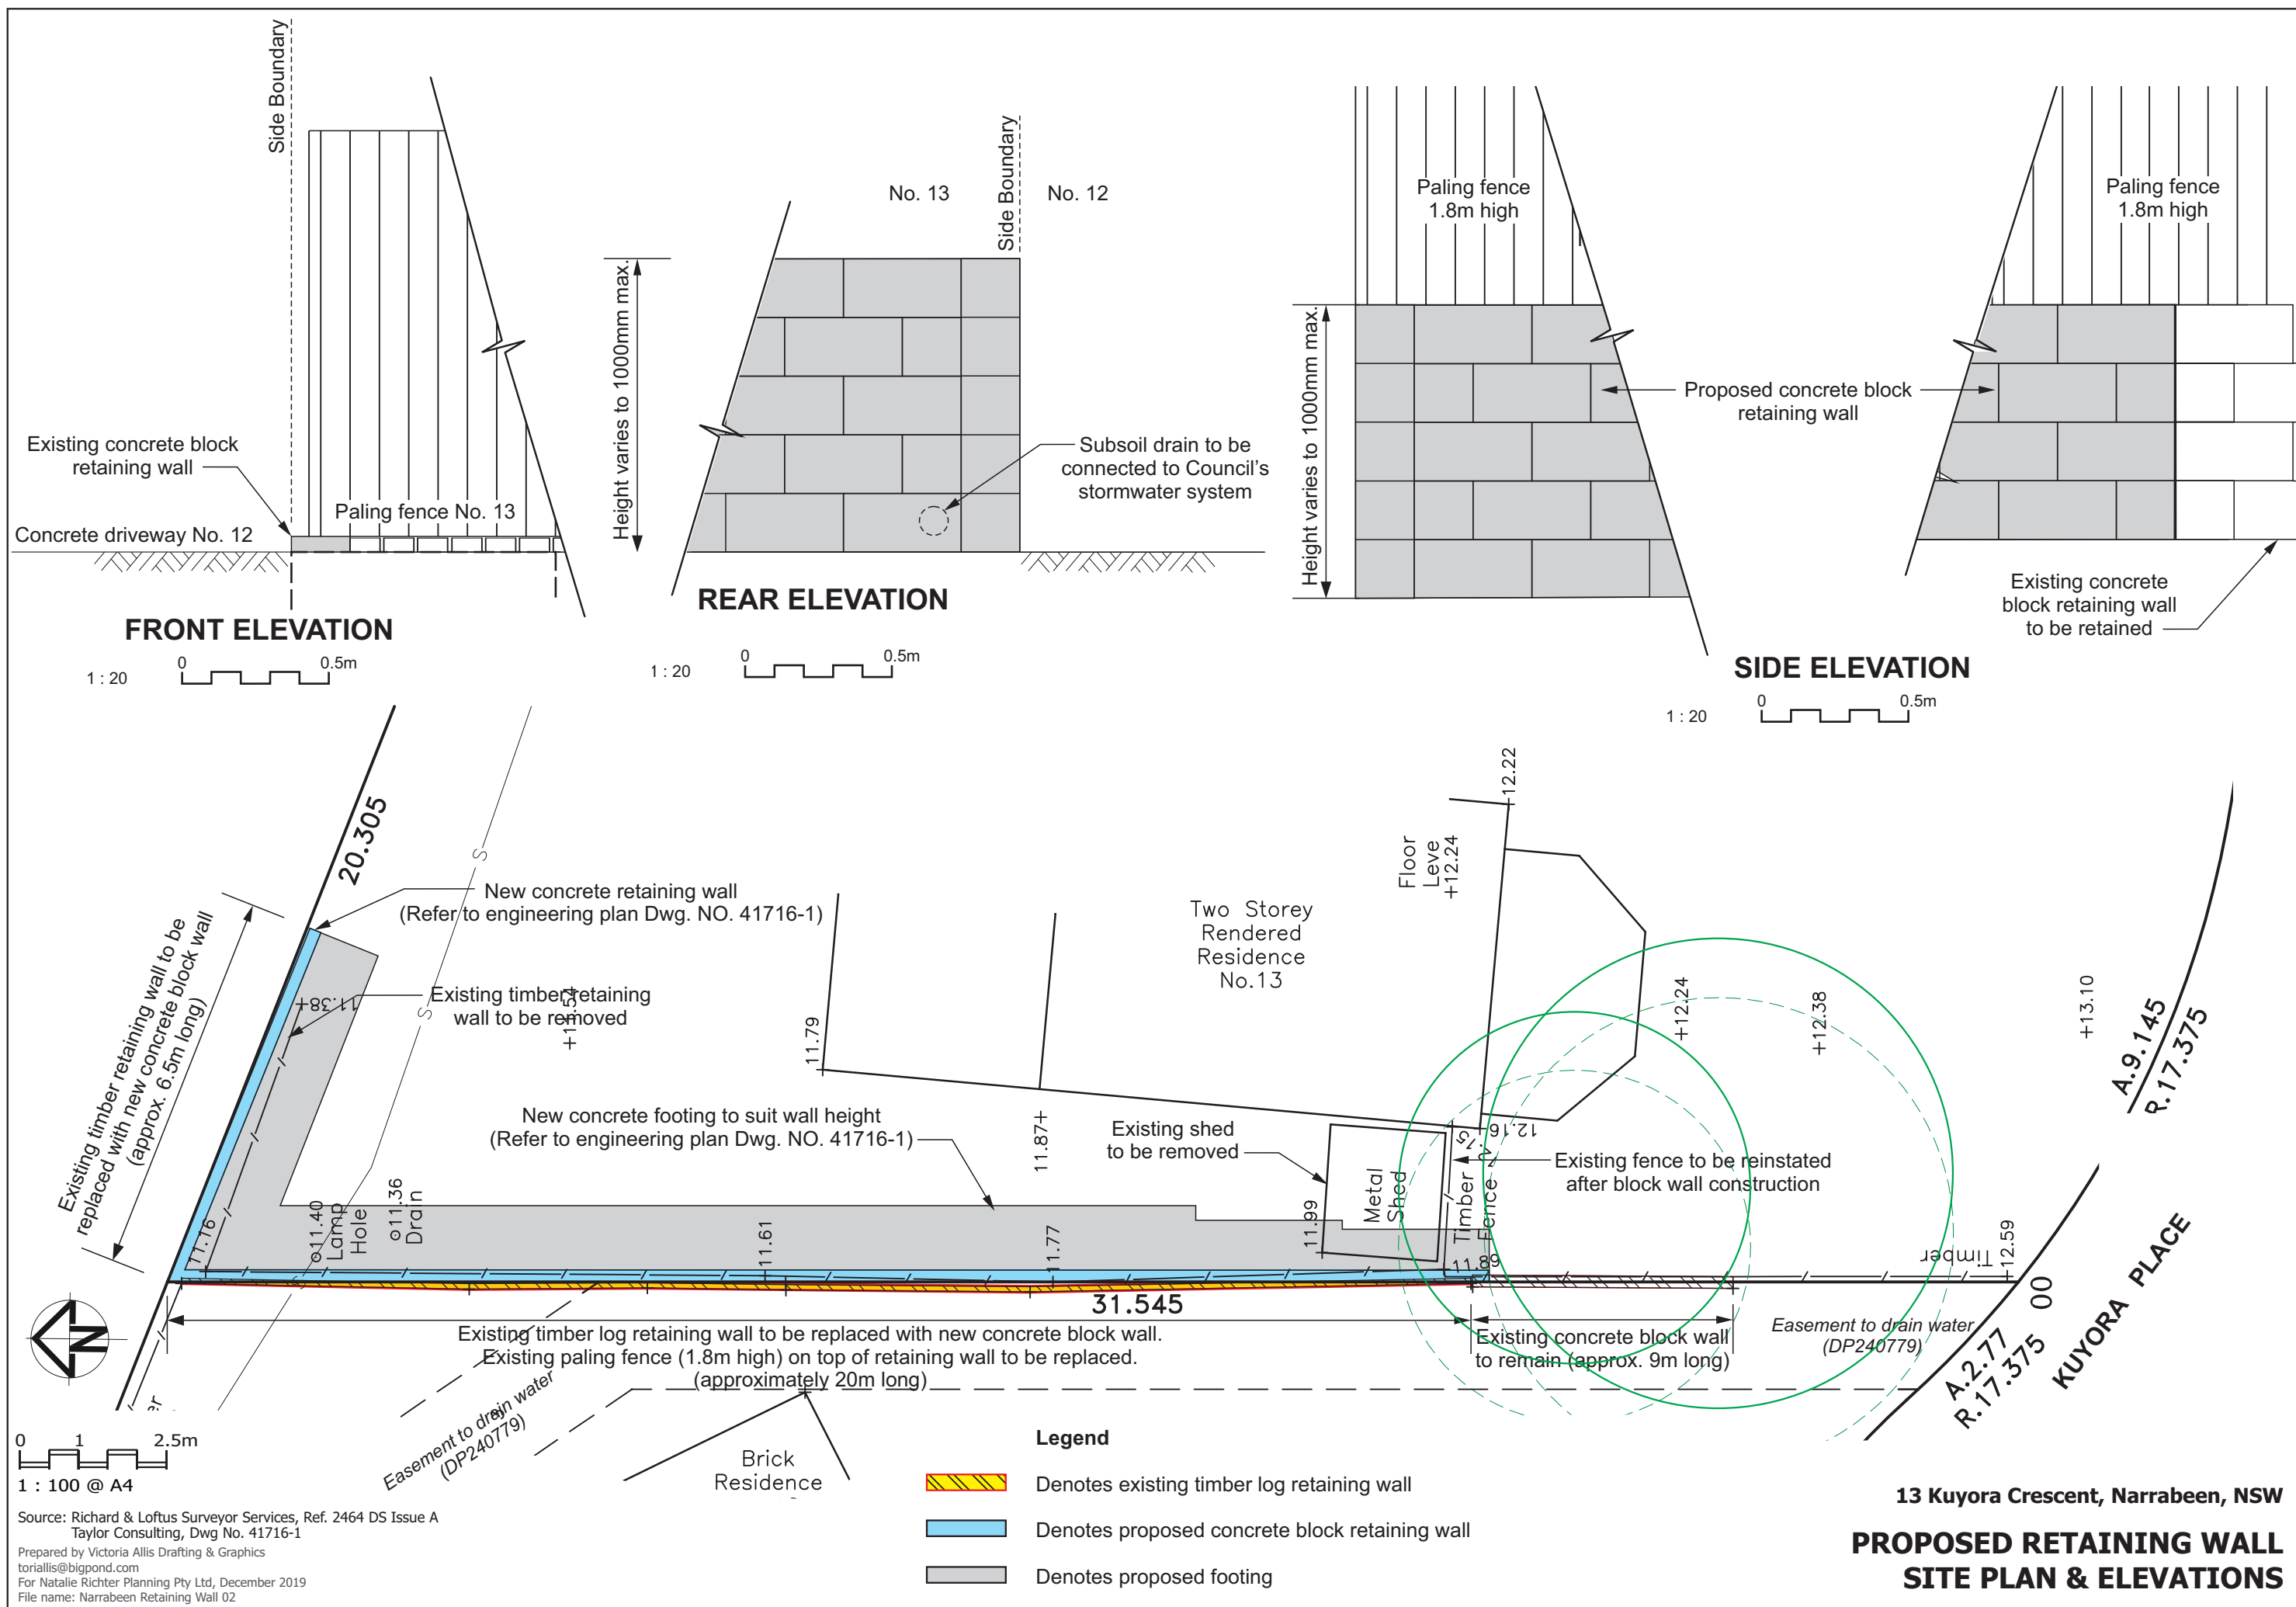 Side Boundary
Existing concrete block
retaining wall
Paling fence No. 13
Concrete driveway No. 12
FRONT ELEVATION
1 : 20
0
0.5m
No. 13
Side Boundary
No. 12
Height varies to 1000mm max.
Subsoil drain to be
connected to Council's
stormwater system
REAR ELEVATION
1 : 20
0
0.5m
Paling fence
1.8m high
Paling fence
1.8m high
Height varies to 1000mm max.
Proposed concrete block
retaining wall
Existing concrete
block retaining wall
to be retained
SIDE ELEVATION
1 : 20
0
0.5m
20.305
S
S
S
New concrete retaining wall
(Refer to engineering plan Dwg. NO. 41716-1)
Existing timber retaining wall to be
replaced with new concrete block wall
(approx. 6.5m long)
11.38+
Existing timber retaining
wall to be removed
+11.54
11.79
Two Storey
Rendered
Residence
No.13
Floor
Leve
+12.24
12.22
+12.24
+12.38
+13.10
A.9.145
R.17.375
New concrete footing to suit wall height
(Refer to engineering plan Dwg. NO. 41716-1)
11.87+
Existing shed
to be removed
12.16
12.15
Existing fence to be reinstated
after block wall construction
Metal
Shed
Timber
Fence
11.99
11.16
11.40
Lamp
Hole
11.36
Drain
11.61
11.77
11.86
Timber
12.59
31.545
N
Existing timber log retaining wall to be replaced with new concrete block wall.
Existing paling fence (1.8m high) on top of retaining wall to be replaced.
(approximately 20m long)
Existing concrete block wall
to remain (approx. 9m long)
Easement to drain water
(DP240779)
00
A.2.77
R.17.375
KUYORA PLACE
er
Easement to drain water
(DP240779)
Brick
Residence
0
1
2.5m
1 : 100 @ A4
Source: Richard & Loftus Surveyor Services, Ref. 2464 DS Issue A
Taylor Consulting, Dwg No. 41716-1
Prepared by Victoria Allis Drafting & Graphics
toriallis@bigpond.com
For Natalie Richter Planning Pty Ltd, December 2019
File name: Narrabeen Retaining Wall 02
Legend
Denotes existing timber log retaining wall
Denotes proposed concrete block retaining wall
Denotes proposed footing
13 Kuyora Crescent, Narrabeen, NSW
PROPOSED RETAINING WALL
SITE PLAN & ELEVATIONS